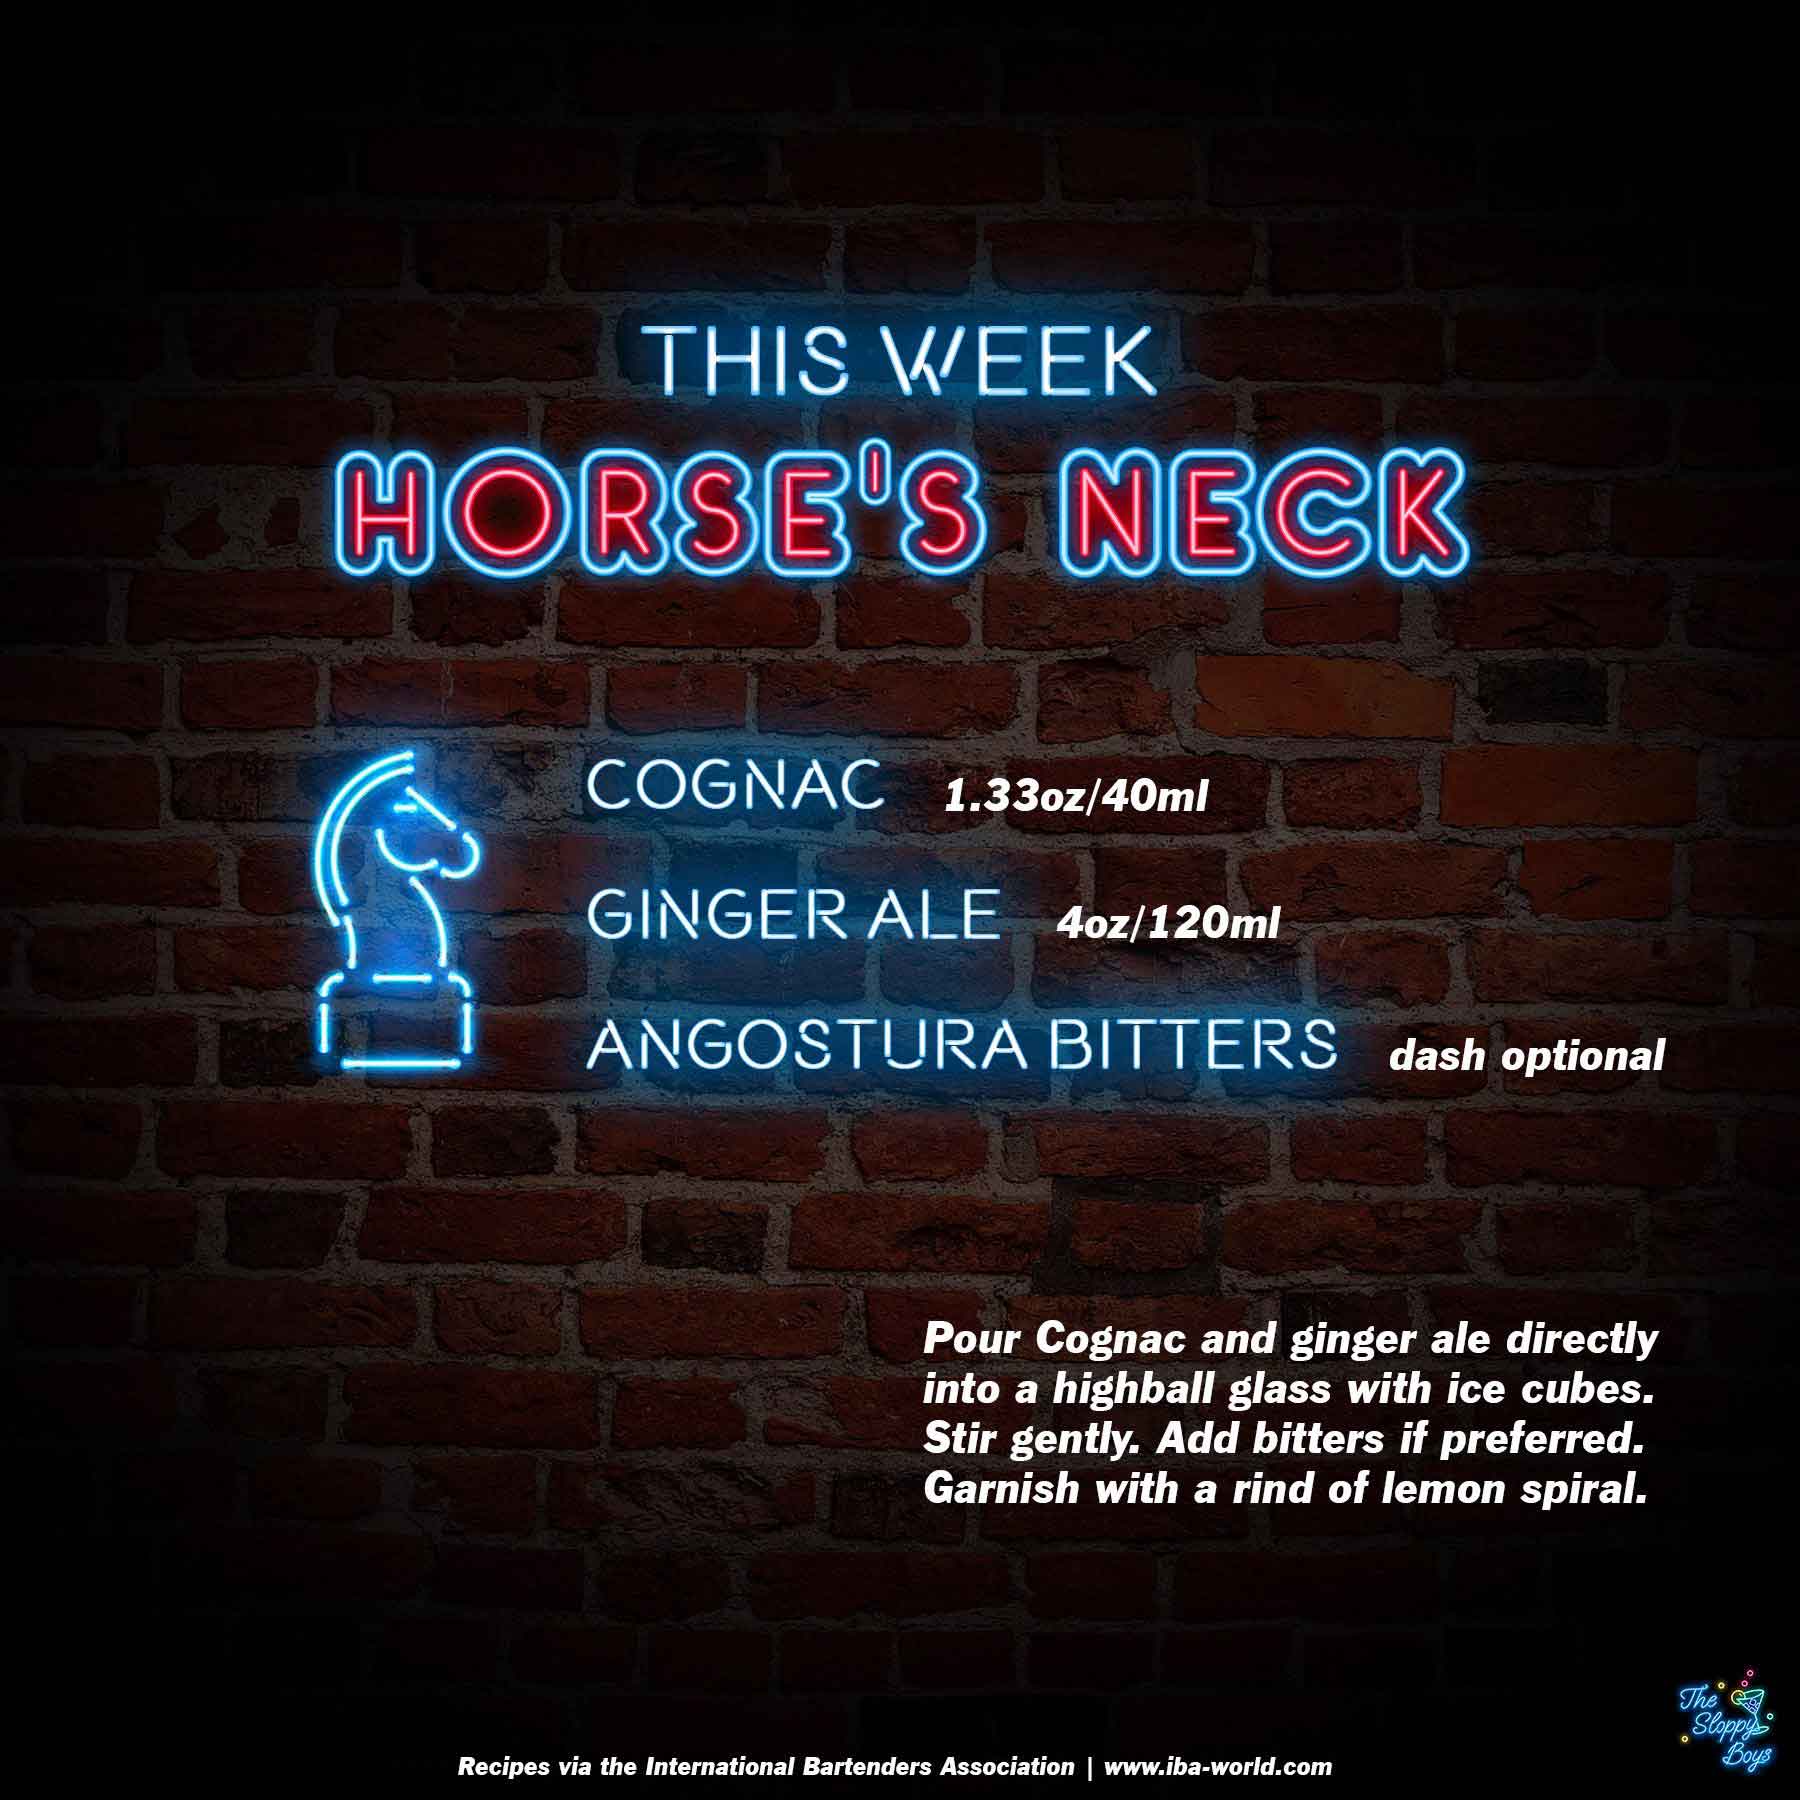 THIS WEEK
HORSE'S NECK
COGNAC 1.33oz/40ml
GINGER ALE 4oz/120ml
ANGOSTURA BITTERS dash optional
Pour Cognac and ginger ale directly
into a highball glass with ice cubes.
Stir gently. Add bitters if preferred.
Garnish with a rind of lemon spiral.
The
Sloppy
Boys
Recipes via the International Bartenders Association | www.iba-world.com